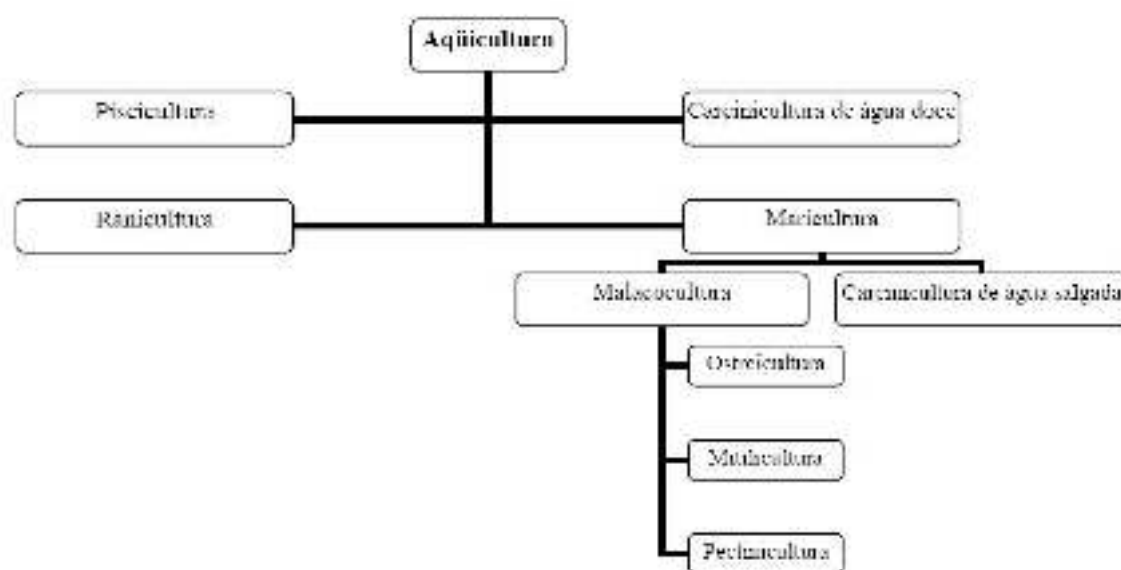 Aqüicultura
Piscicultura
Carcinicultura de água doce
Ranicultura
Maricultura
Malacocultura
Carcinicultura de água salgada
Ostreicultura
Mitilicultura
Pectinicultura